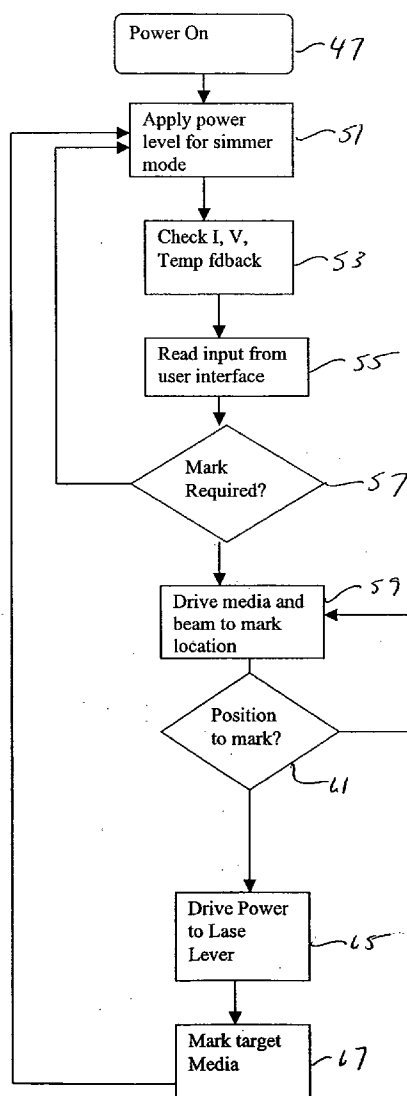 Power On
47
Apply power
level for simmer
mode
51
Check I, V,
Temp fdback
53
Read input from
user interface
55
Mark
Required?
57
Drive media and
beam to mark
location
59
Position
to mark?
61
Drive Power
to Lase
Lever
65
Mark target
Media
67